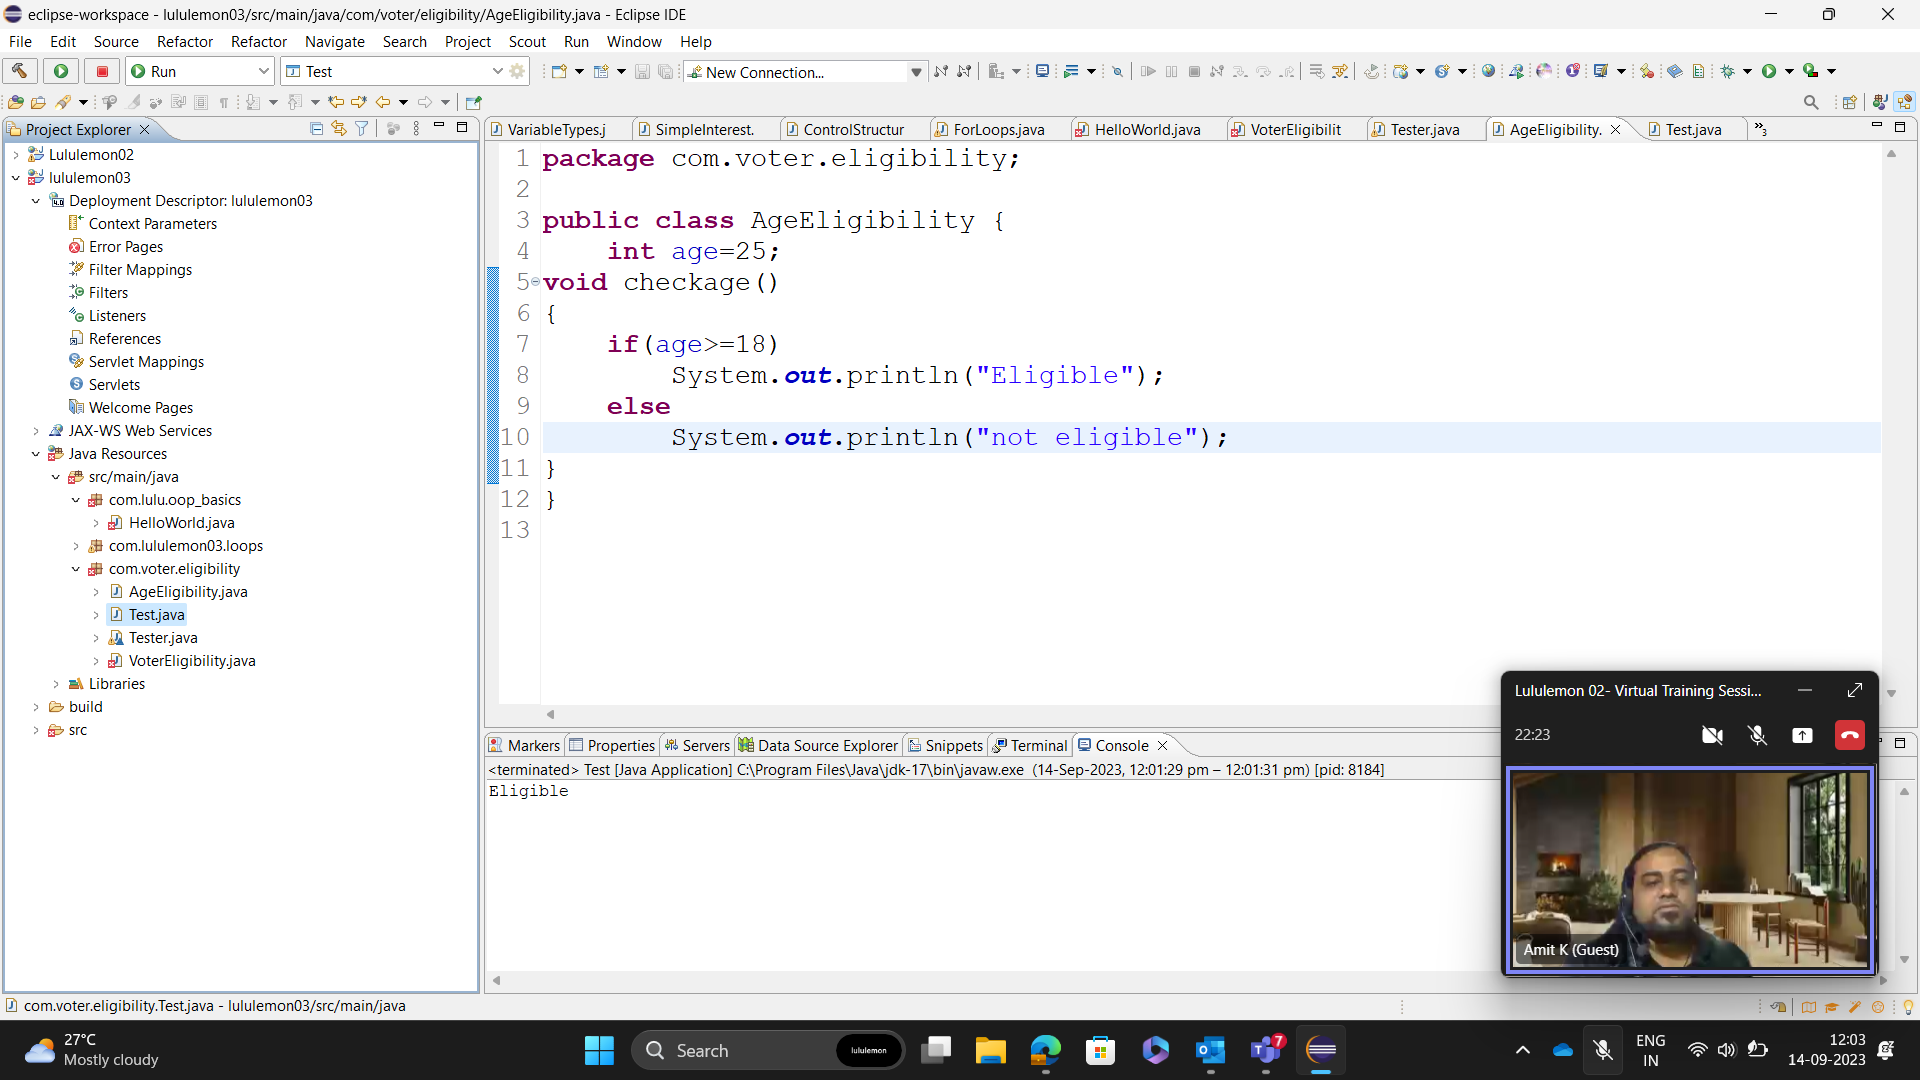 eclipse-workspace - lululemon03/src/main/java/com/voter/eligibility/AgeEligibility.java - Eclipse IDE
File Edit Source Refactor Refactor Navigate Search Project Scout Run Window Help
Run Test New Connection...
Project Explorer
VariableTypes.j SimpleInterest. ControlStructur ForLoops.java HelloWorld.java VoterEligibilit Tester.java AgeEligibility. Test.java »3
Lululemon02
lululemon03
Deployment Descriptor: lululemon03
Context Parameters
Error Pages
Filter Mappings
Filters
Listeners
References
Servlet Mappings
Servlets
Welcome Pages
JAX-WS Web Services
Java Resources
src/main/java
com.lulu.oop_basics
HelloWorld.java
com.lululemon03.loops
com.voter.eligibility
AgeEligibility.java
Test.java
Tester.java
VoterEligibility.java
Libraries
build
src
1 package com.voter.eligibility;
2
3 public class AgeEligibility {
4 int age=25;
5 void checkage()
6 {
7 if(age>=18)
8 System.out.println("Eligible");
9 else
10 System.out.println("not eligible");
11 }
12 }
13
Markers Properties Servers Data Source Explorer Snippets Terminal Console
<terminated> Test [Java Application] C:\Program Files\Java\jdk-17\bin\javaw.exe (14-Sep-2023, 12:01:29 pm – 12:01:31 pm) [pid: 8184]
Eligible
Lululemon 02- Virtual Training Sessi...
22:23
Amit K (Guest)
com.voter.eligibility.Test.java - lululemon03/src/main/java
27°C
Mostly cloudy
Search
lululemon
7
ENG
IN
12:03
14-09-2023